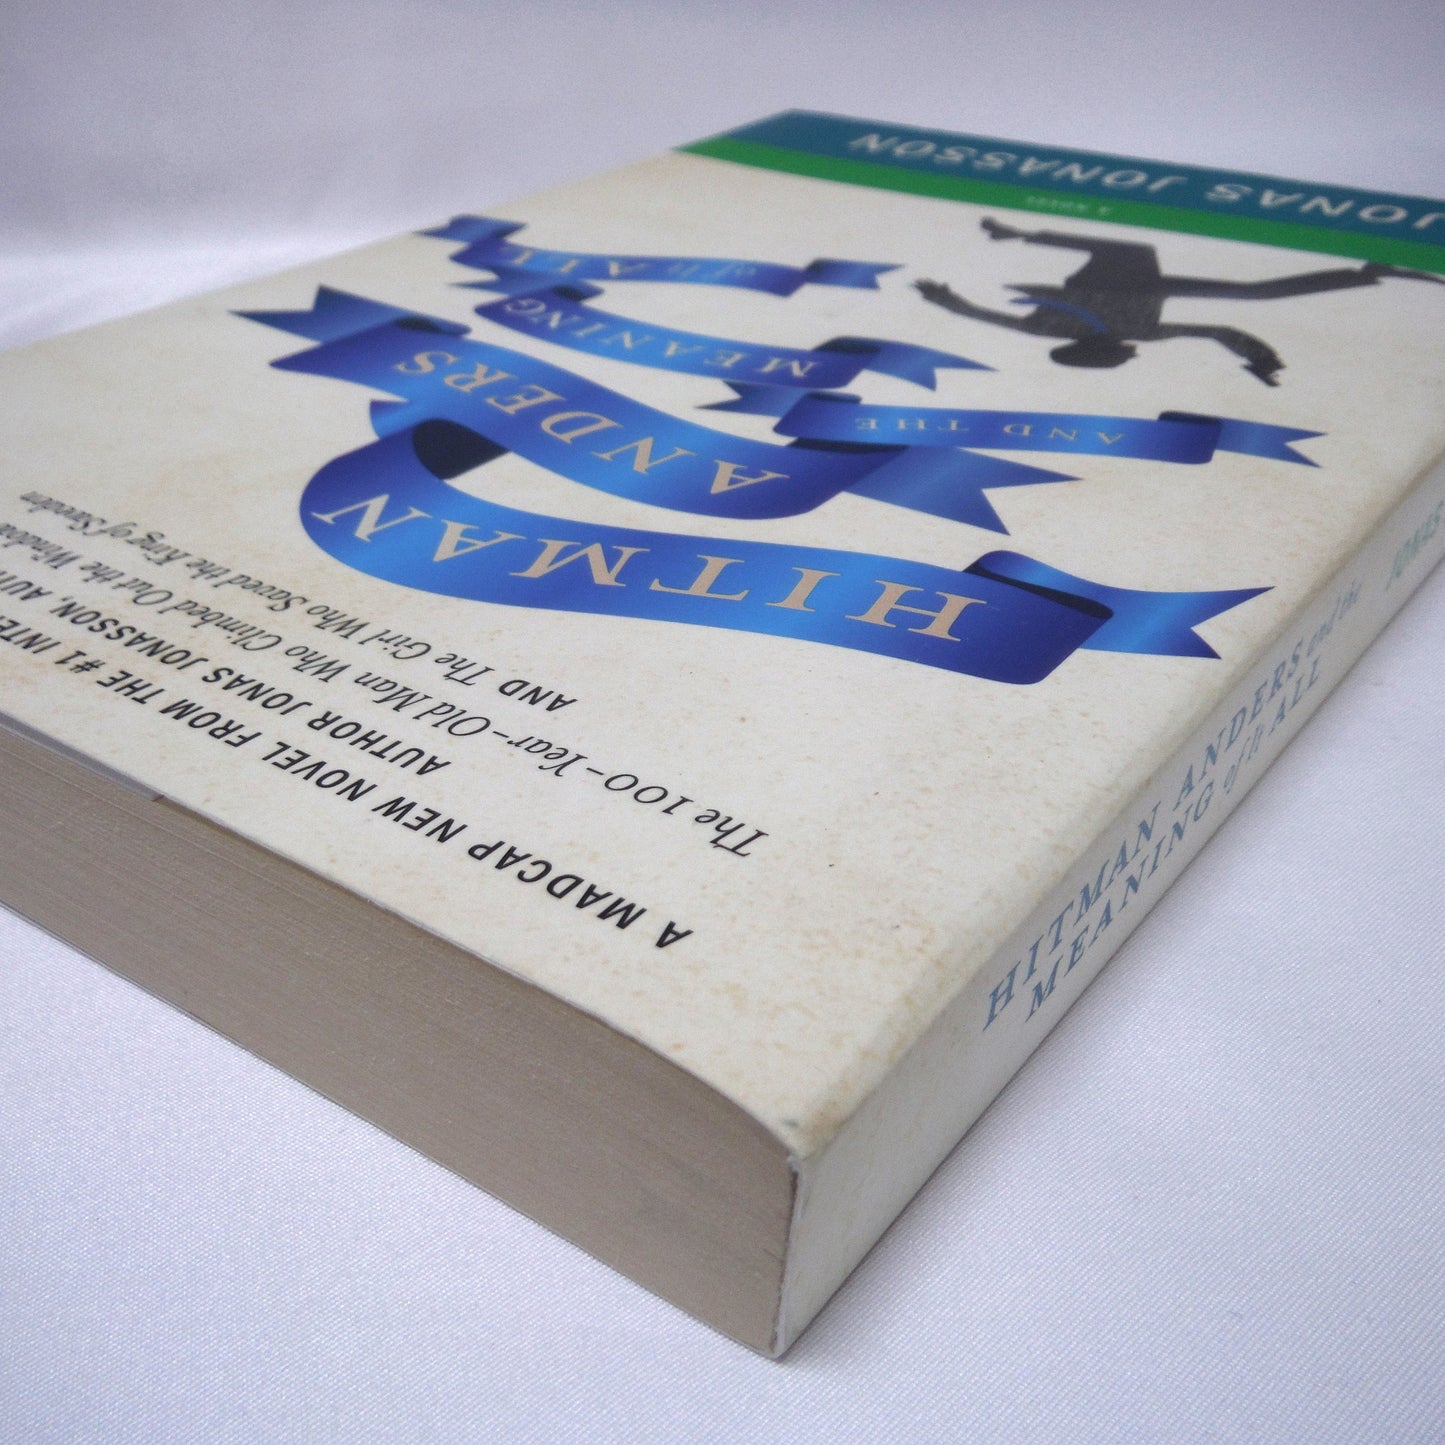 JONAS JONASSON
A NOVEL
HITMAN
ANDERS
AND THE
MEANING
of It ALL
A MADCAP NEW NOVEL FROM THE #1
AUTHOR JONAS JONASSON,
The 100-Year-Old Man Who Climbed Out the Window
AND The Girl Who Saved the King of Sweden
HITMAN ANDERS and the
MEANING of It ALL
JONAS